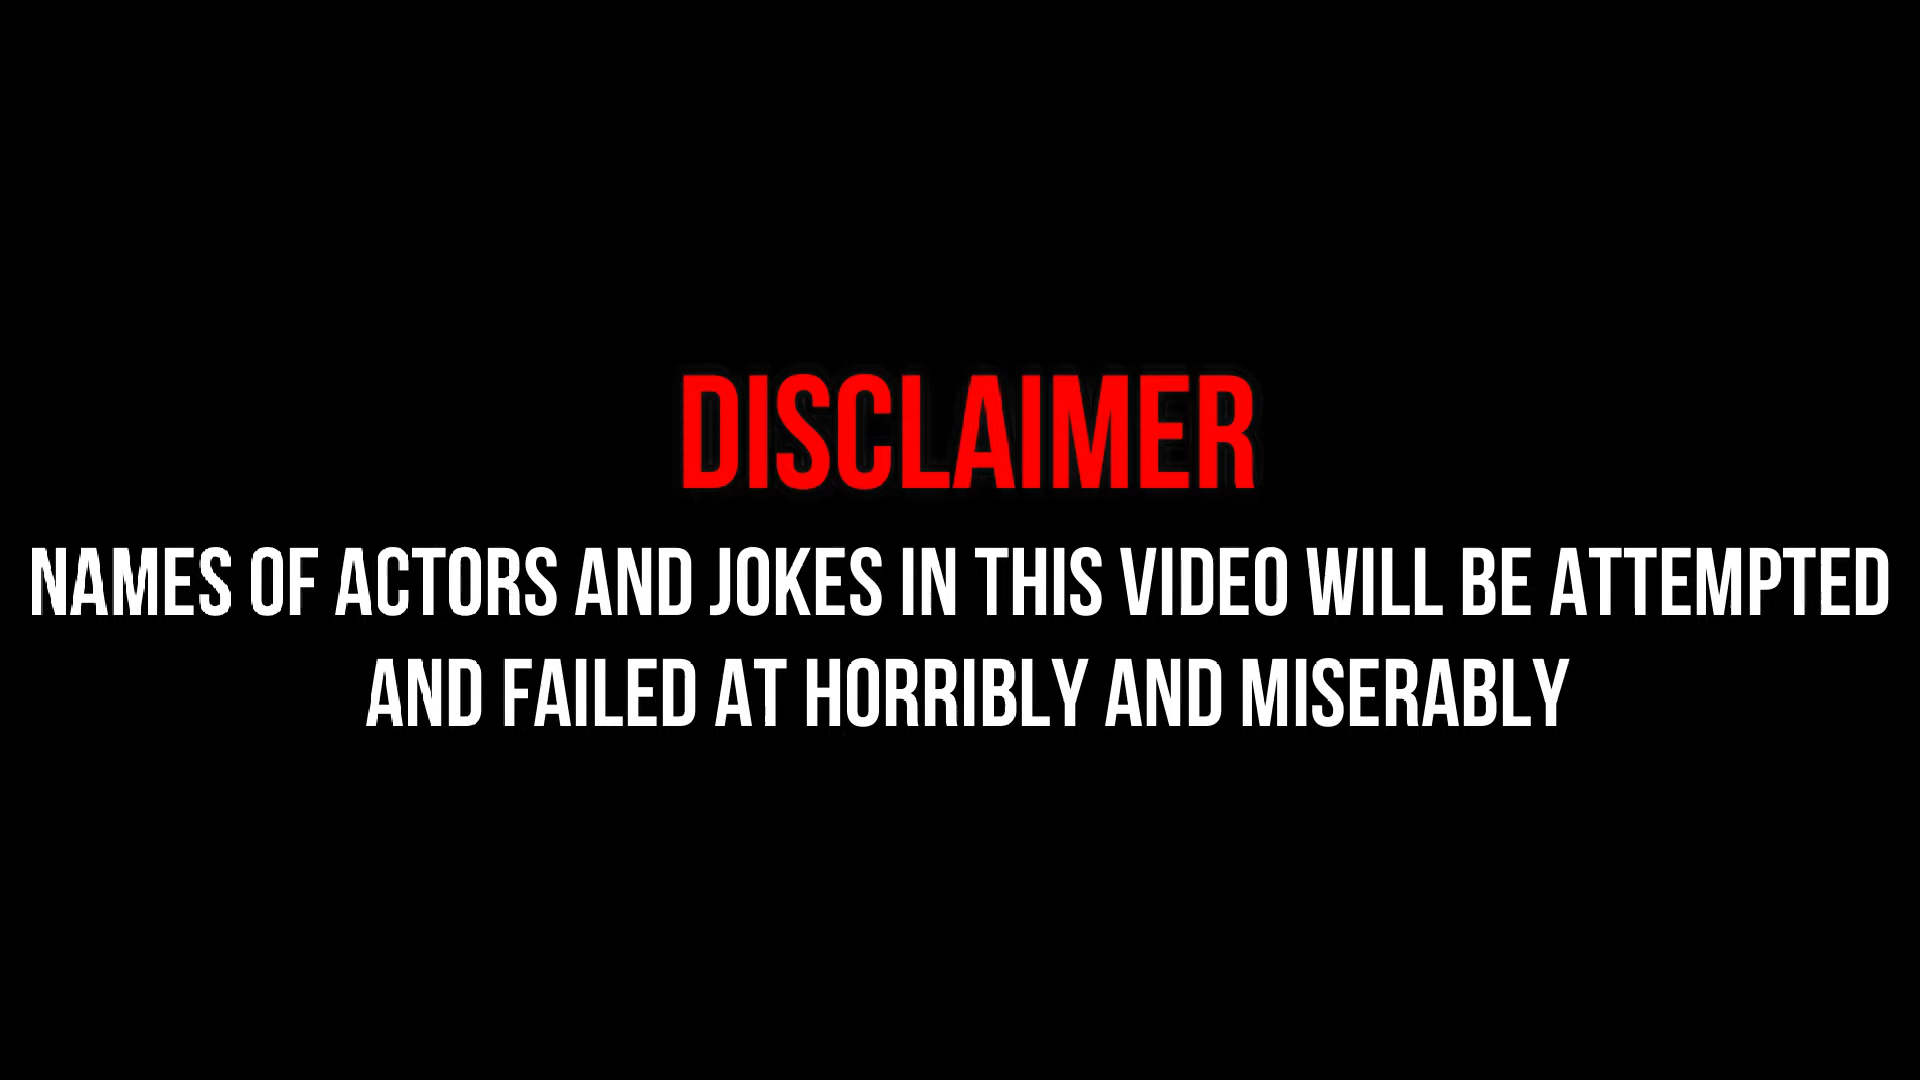 DISCLAIMER
NAMES OF ACTORS AND JOKES IN THIS VIDEO WILL BE ATTEMPTED
AND FAILED AT HORRIBLY AND MISERABLY